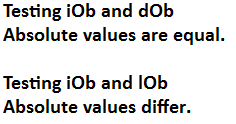 Testing iOb and dOb
Absolute values are equal.
Testing iOb and lOb
Absolute values differ.